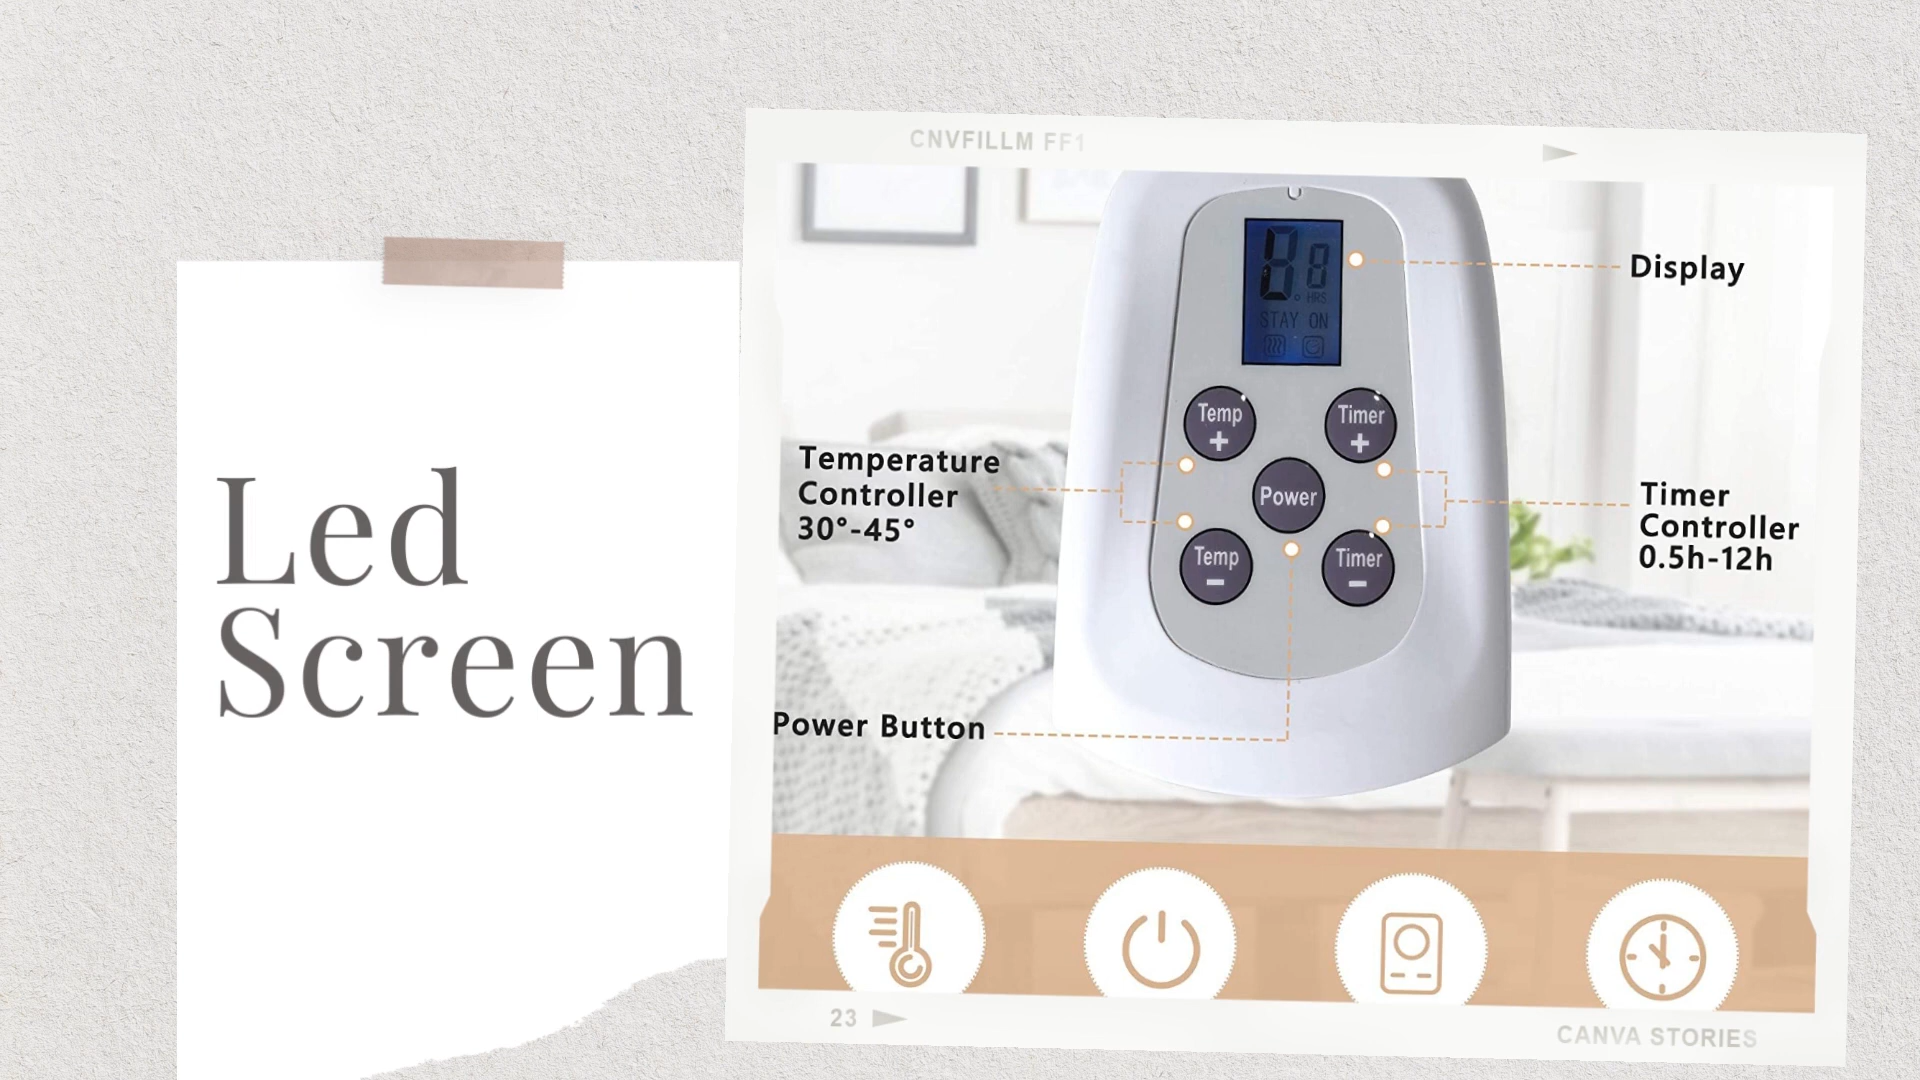 Led
Screen
CNVFILLM FF1
Display
HRS
STAY ON
Temp
+
Timer
+
Power
Temp
−
Timer
−
Temperature
Controller
30°-45°
Timer
Controller
0.5h-12h
Power Button
23
CANVA STORIES